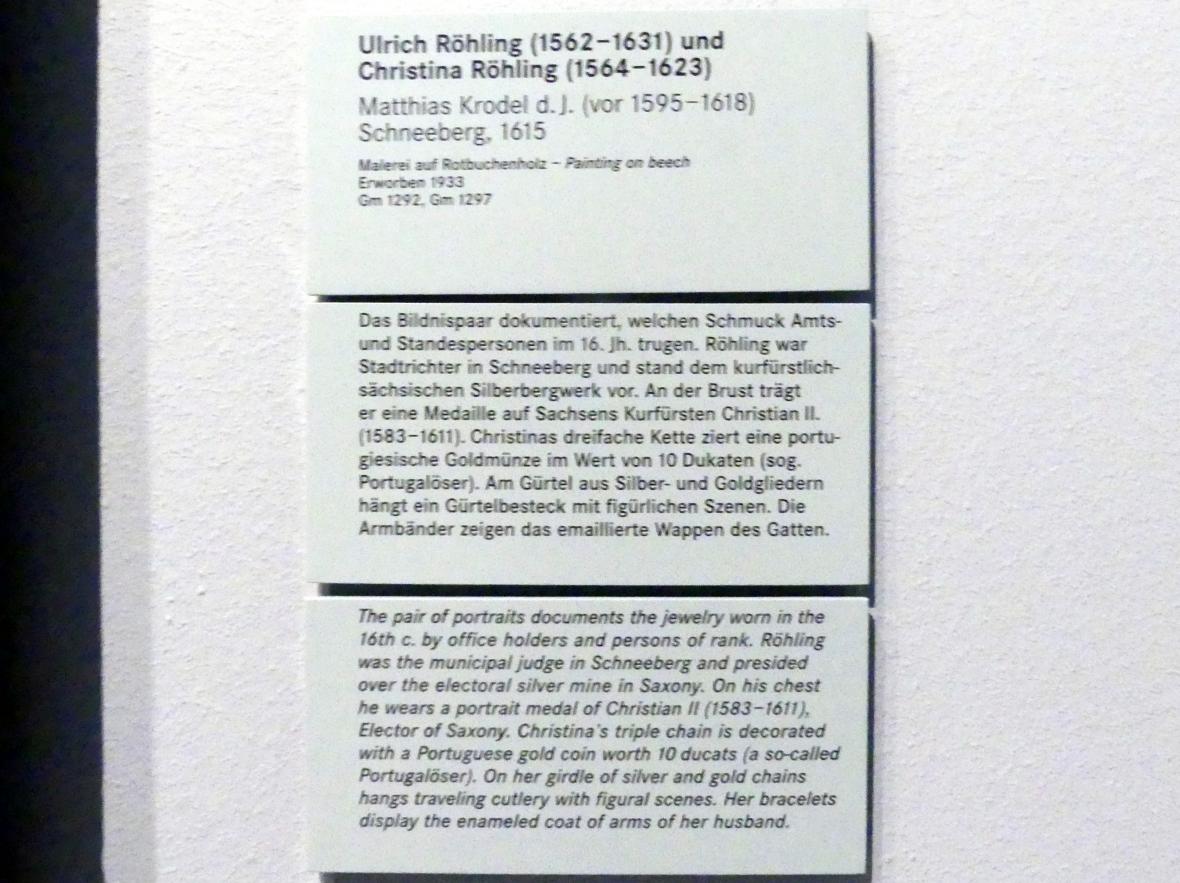 Ulrich Röhling (1562–1631) und
Christina Röhling (1564–1623)
Matthias Krodel d. J. (vor 1595–1618)
Schneeberg, 1615
Malerei auf Rotbuchenholz – Painting on beech
Erworben 1933
Gm 1292, Gm 1297
Das Bildnispaar dokumentiert, welchen Schmuck Amts-
und Standespersonen im 16. Jh. trugen. Röhling war
Stadtrichter in Schneeberg und stand dem kurfürstlich-
sächsischen Silberbergwerk vor. An der Brust trägt
er eine Medaille auf Sachsens Kurfürsten Christian II.
(1583–1611). Christinas dreifache Kette ziert eine portu-
giesische Goldmünze im Wert von 10 Dukaten (sog.
Portugalöser). Am Gürtel aus Silber- und Goldgliedern
hängt ein Gürtelbesteck mit figürlichen Szenen. Die
Armbänder zeigen das emaillierte Wappen des Gatten.
The pair of portraits documents the jewelry worn in the
16th c. by office holders and persons of rank. Röhling
was the municipal judge in Schneeberg and presided
over the electoral silver mine in Saxony. On his chest
he wears a portrait medal of Christian II (1583–1611),
Elector of Saxony. Christina's triple chain is decorated
with a Portuguese gold coin worth 10 ducats (a so-called
Portugalöser). On her girdle of silver and gold chains
hangs traveling cutlery with figural scenes. Her bracelets
display the enameled coat of arms of her husband.